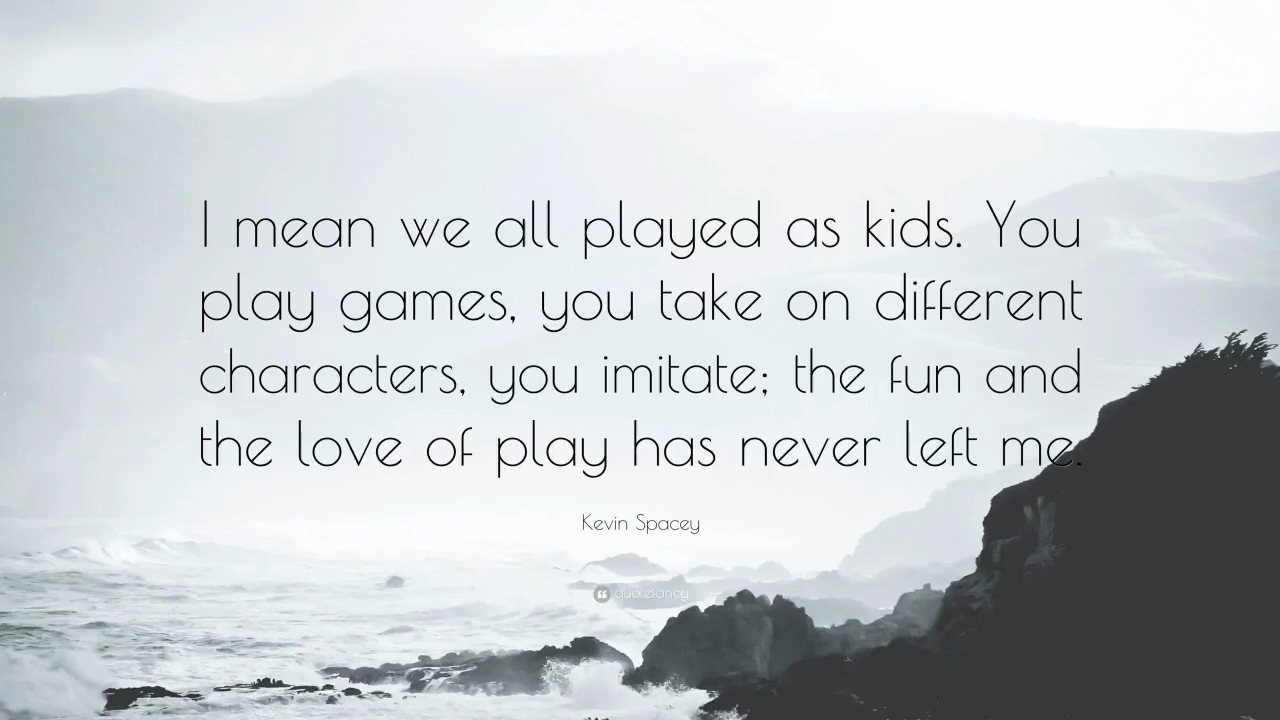 I mean we all played as kids. You
play games, you take on different
characters, you imitate; the fun and
the love of play has never left me.
Kevin Spacey
quotefancy